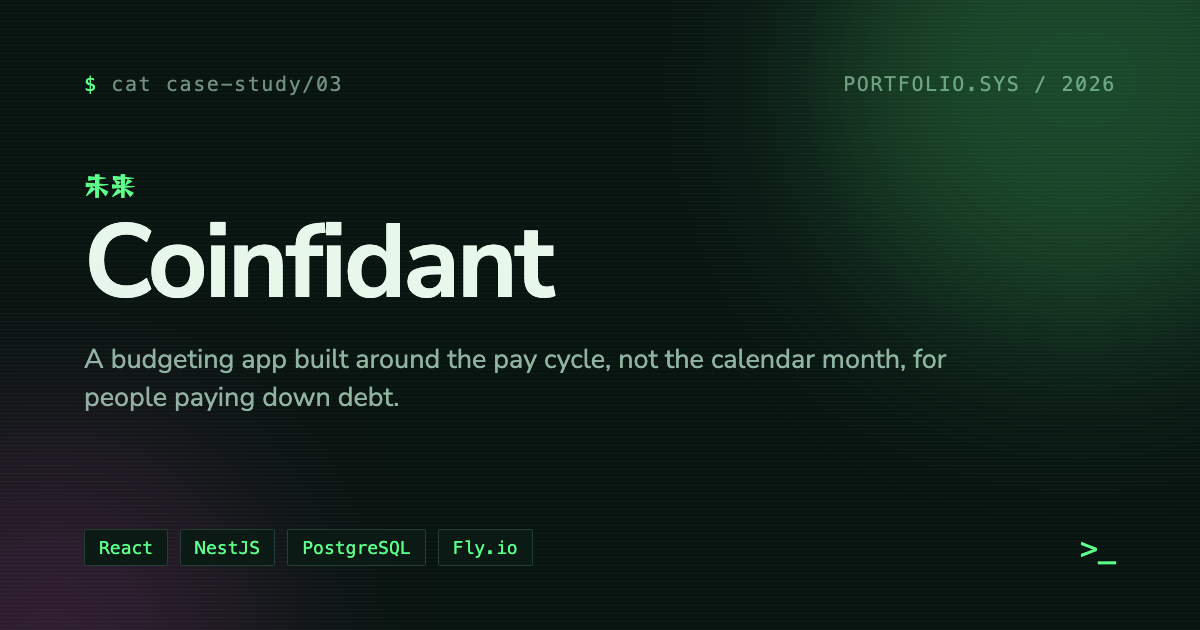 $ cat case-study/03
PORTFOLIO.SYS / 2026
未来
Coinfidant
A budgeting app built around the pay cycle, not the calendar month, for
people paying down debt.
React
NestJS
PostgreSQL
Fly.io
>_